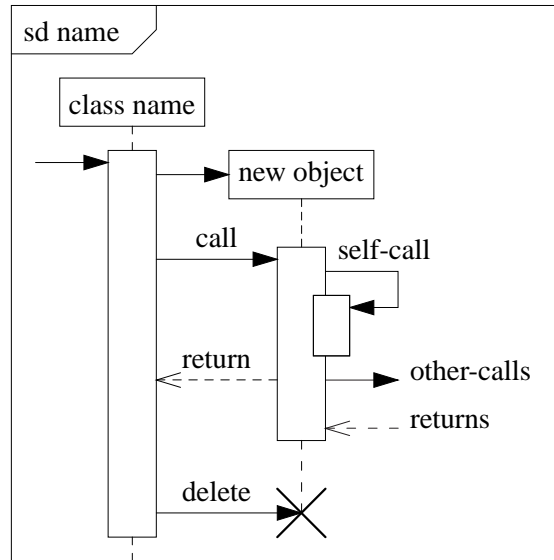 sd name
class name
new object
call
self-call
return
other-calls
returns
delete